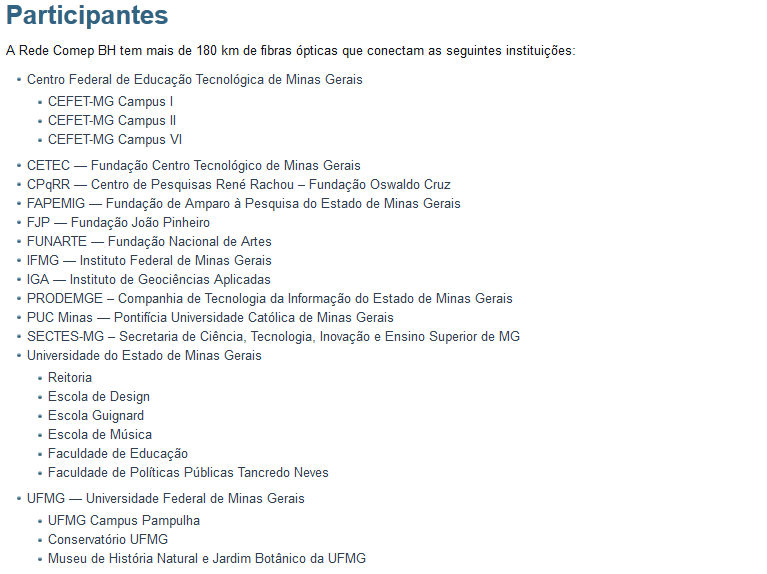 Participantes
A Rede Comep BH tem mais de 180 km de fibras ópticas que conectam as seguintes instituições:
Centro Federal de Educação Tecnológica de Minas Gerais
CEFET-MG Campus I
CEFET-MG Campus II
CEFET-MG Campus VI
CETEC — Fundação Centro Tecnológico de Minas Gerais
CPqRR — Centro de Pesquisas René Rachou – Fundação Oswaldo Cruz
FAPEMIG — Fundação de Amparo à Pesquisa do Estado de Minas Gerais
FJP — Fundação João Pinheiro
FUNARTE — Fundação Nacional de Artes
IFMG — Instituto Federal de Minas Gerais
IGA — Instituto de Geociências Aplicadas
PRODEMGE – Companhia de Tecnologia da Informação do Estado de Minas Gerais
PUC Minas — Pontifícia Universidade Católica de Minas Gerais
SECTES-MG – Secretaria de Ciência, Tecnologia, Inovação e Ensino Superior de MG
Universidade do Estado de Minas Gerais
Reitoria
Escola de Design
Escola Guignard
Escola de Música
Faculdade de Educação
Faculdade de Políticas Públicas Tancredo Neves
UFMG — Universidade Federal de Minas Gerais
UFMG Campus Pampulha
Conservatório UFMG
Museu de História Natural e Jardim Botânico da UFMG